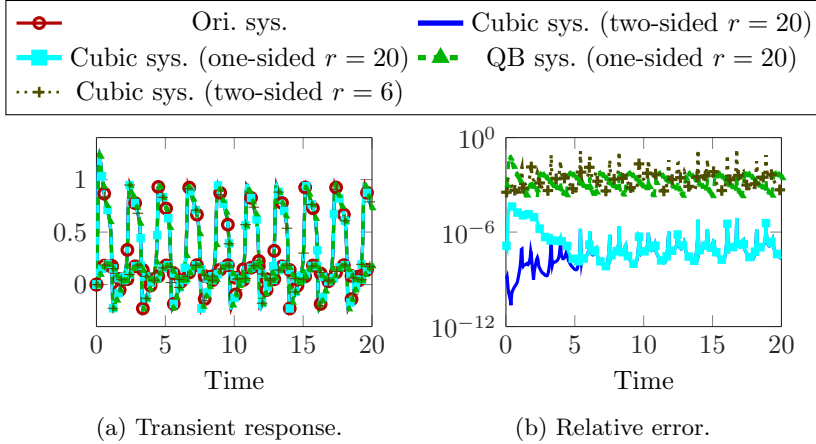 Ori. sys.
Cubic sys. (two-sided r = 20)
Cubic sys. (one-sided r = 20)
QB sys. (one-sided r = 20)
Cubic sys. (two-sided r = 6)
1
0.5
0
0 5 10 15 20
Time
(a) Transient response.
10^0
10^−6
10^−12
0 5 10 15 20
Time
(b) Relative error.